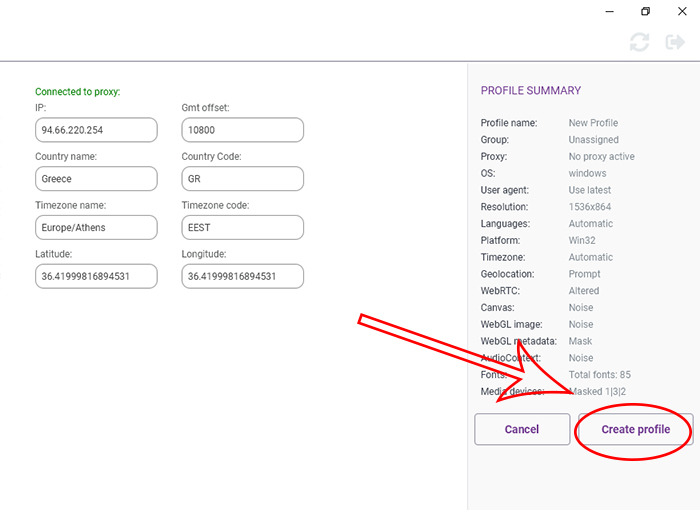 Connected to proxy:
IP: Gmt offset:
94.66.220.254 10800
Country name: Country Code:
Greece GR
Timezone name: Timezone code:
Europe/Athens EEST
Latitude: Longitude:
36.41999816894531 36.41999816894531
PROFILE SUMMARY
Profile name: New Profile
Group: Unassigned
Proxy: No proxy active
OS: windows
User agent: Use latest
Resolution: 1536x864
Languages: Automatic
Platform: Win32
Timezone: Automatic
Geolocation: Prompt
WebRTC: Altered
Canvas: Noise
WebGL image: Noise
WebGL metadata: Mask
AudioContext: Noise
Fonts: Total fonts: 85
Media devices: Masked 1|3|2
Cancel Create profile